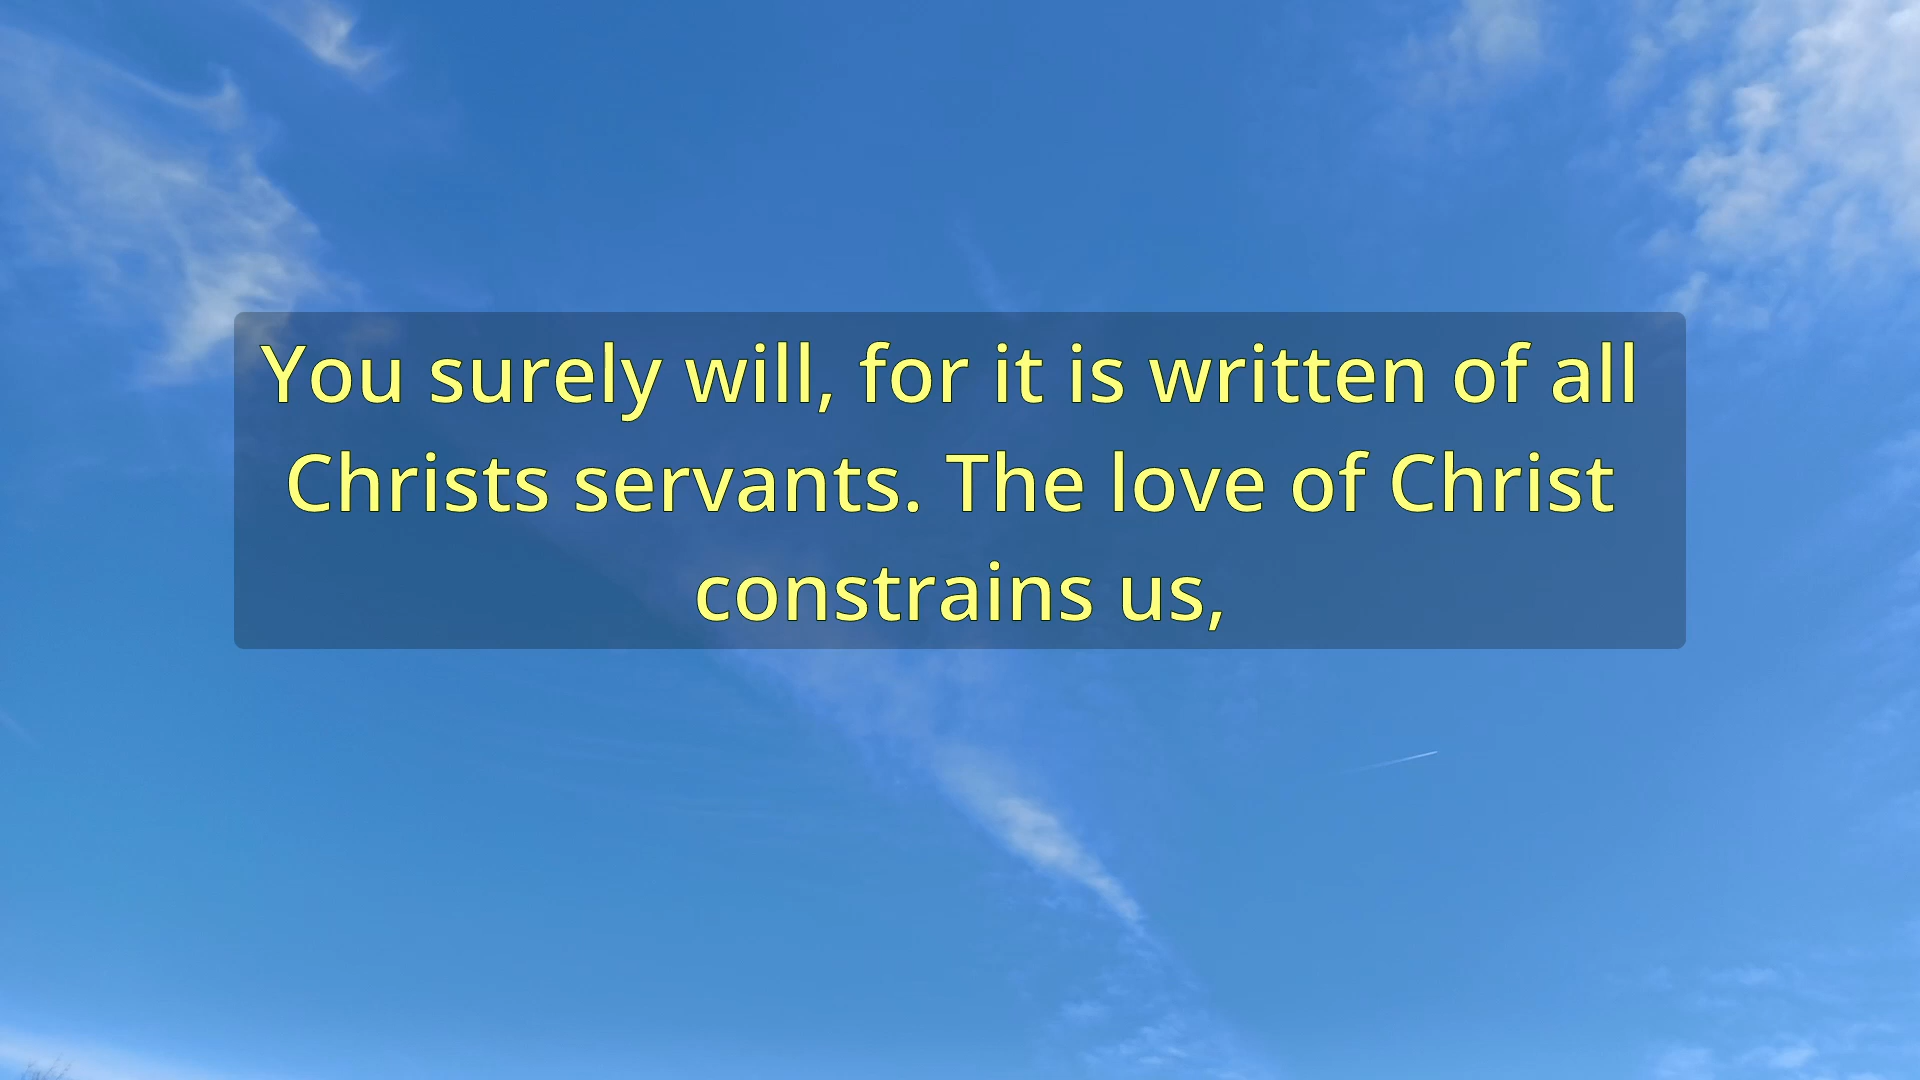 You surely will, for it is written of all
Christs servants. The love of Christ
constrains us,